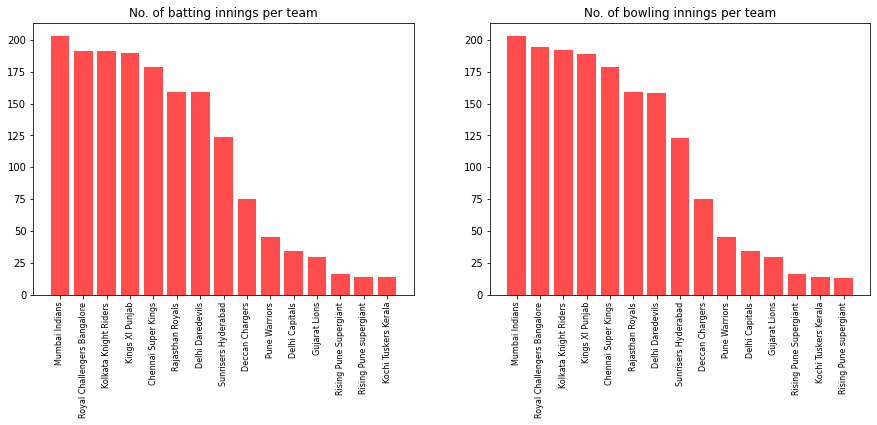 No. of batting innings per team
200
175
150
125
100
75
50
25
0
Mumbai Indians
Royal Challengers Bangalore
Kolkata Knight Riders
Kings XI Punjab
Chennai Super Kings
Rajasthan Royals
Delhi Daredevils
Sunrisers Hyderabad
Deccan Chargers
Pune Warriors
Delhi Capitals
Gujarat Lions
Rising Pune Supergiant
Rising Pune supergiant
Kochi Tuskers Kerala
No. of bowling innings per team
200
175
150
125
100
75
50
25
0
Mumbai Indians
Royal Challengers Bangalore
Kolkata Knight Riders
Kings XI Punjab
Chennai Super Kings
Rajasthan Royals
Delhi Daredevils
Sunrisers Hyderabad
Deccan Chargers
Pune Warriors
Delhi Capitals
Gujarat Lions
Rising Pune Supergiant
Kochi Tuskers Kerala
Rising Pune supergiant